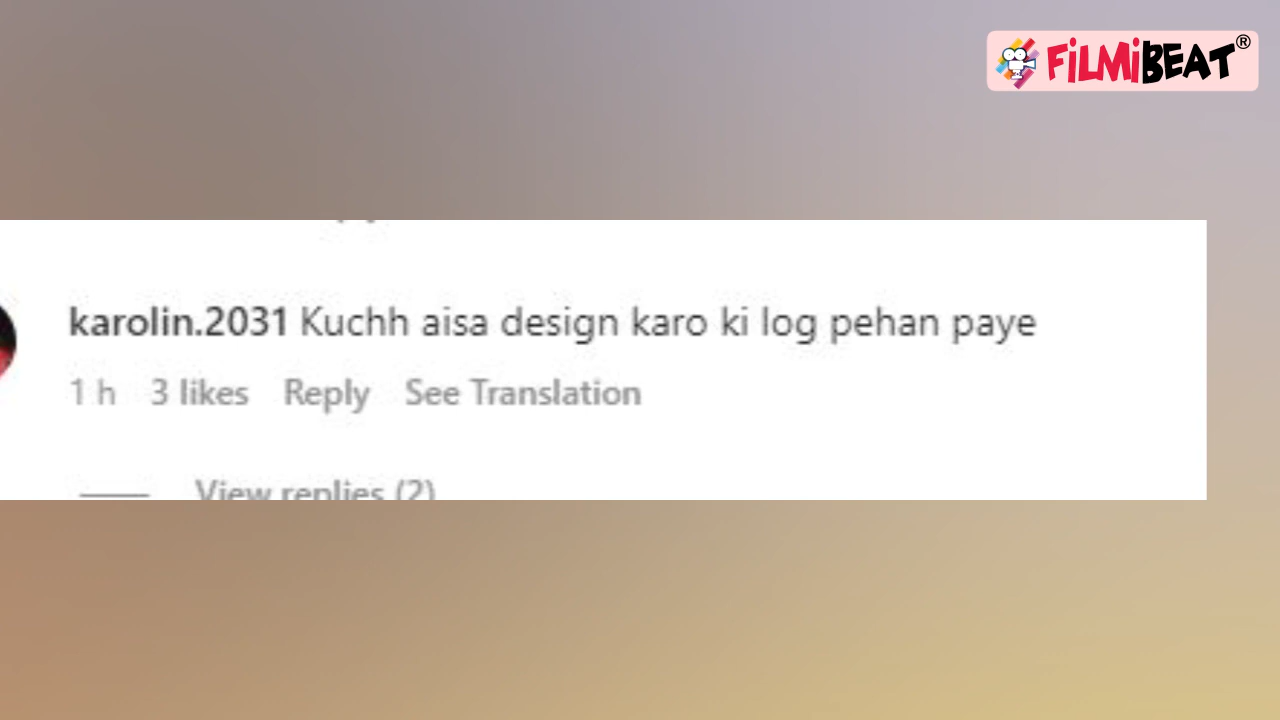 FiLMiBEAT®
karolin.2031 Kuchh aisa design karo ki log pehan paye
1 h 3 likes Reply See Translation
View replies (2)